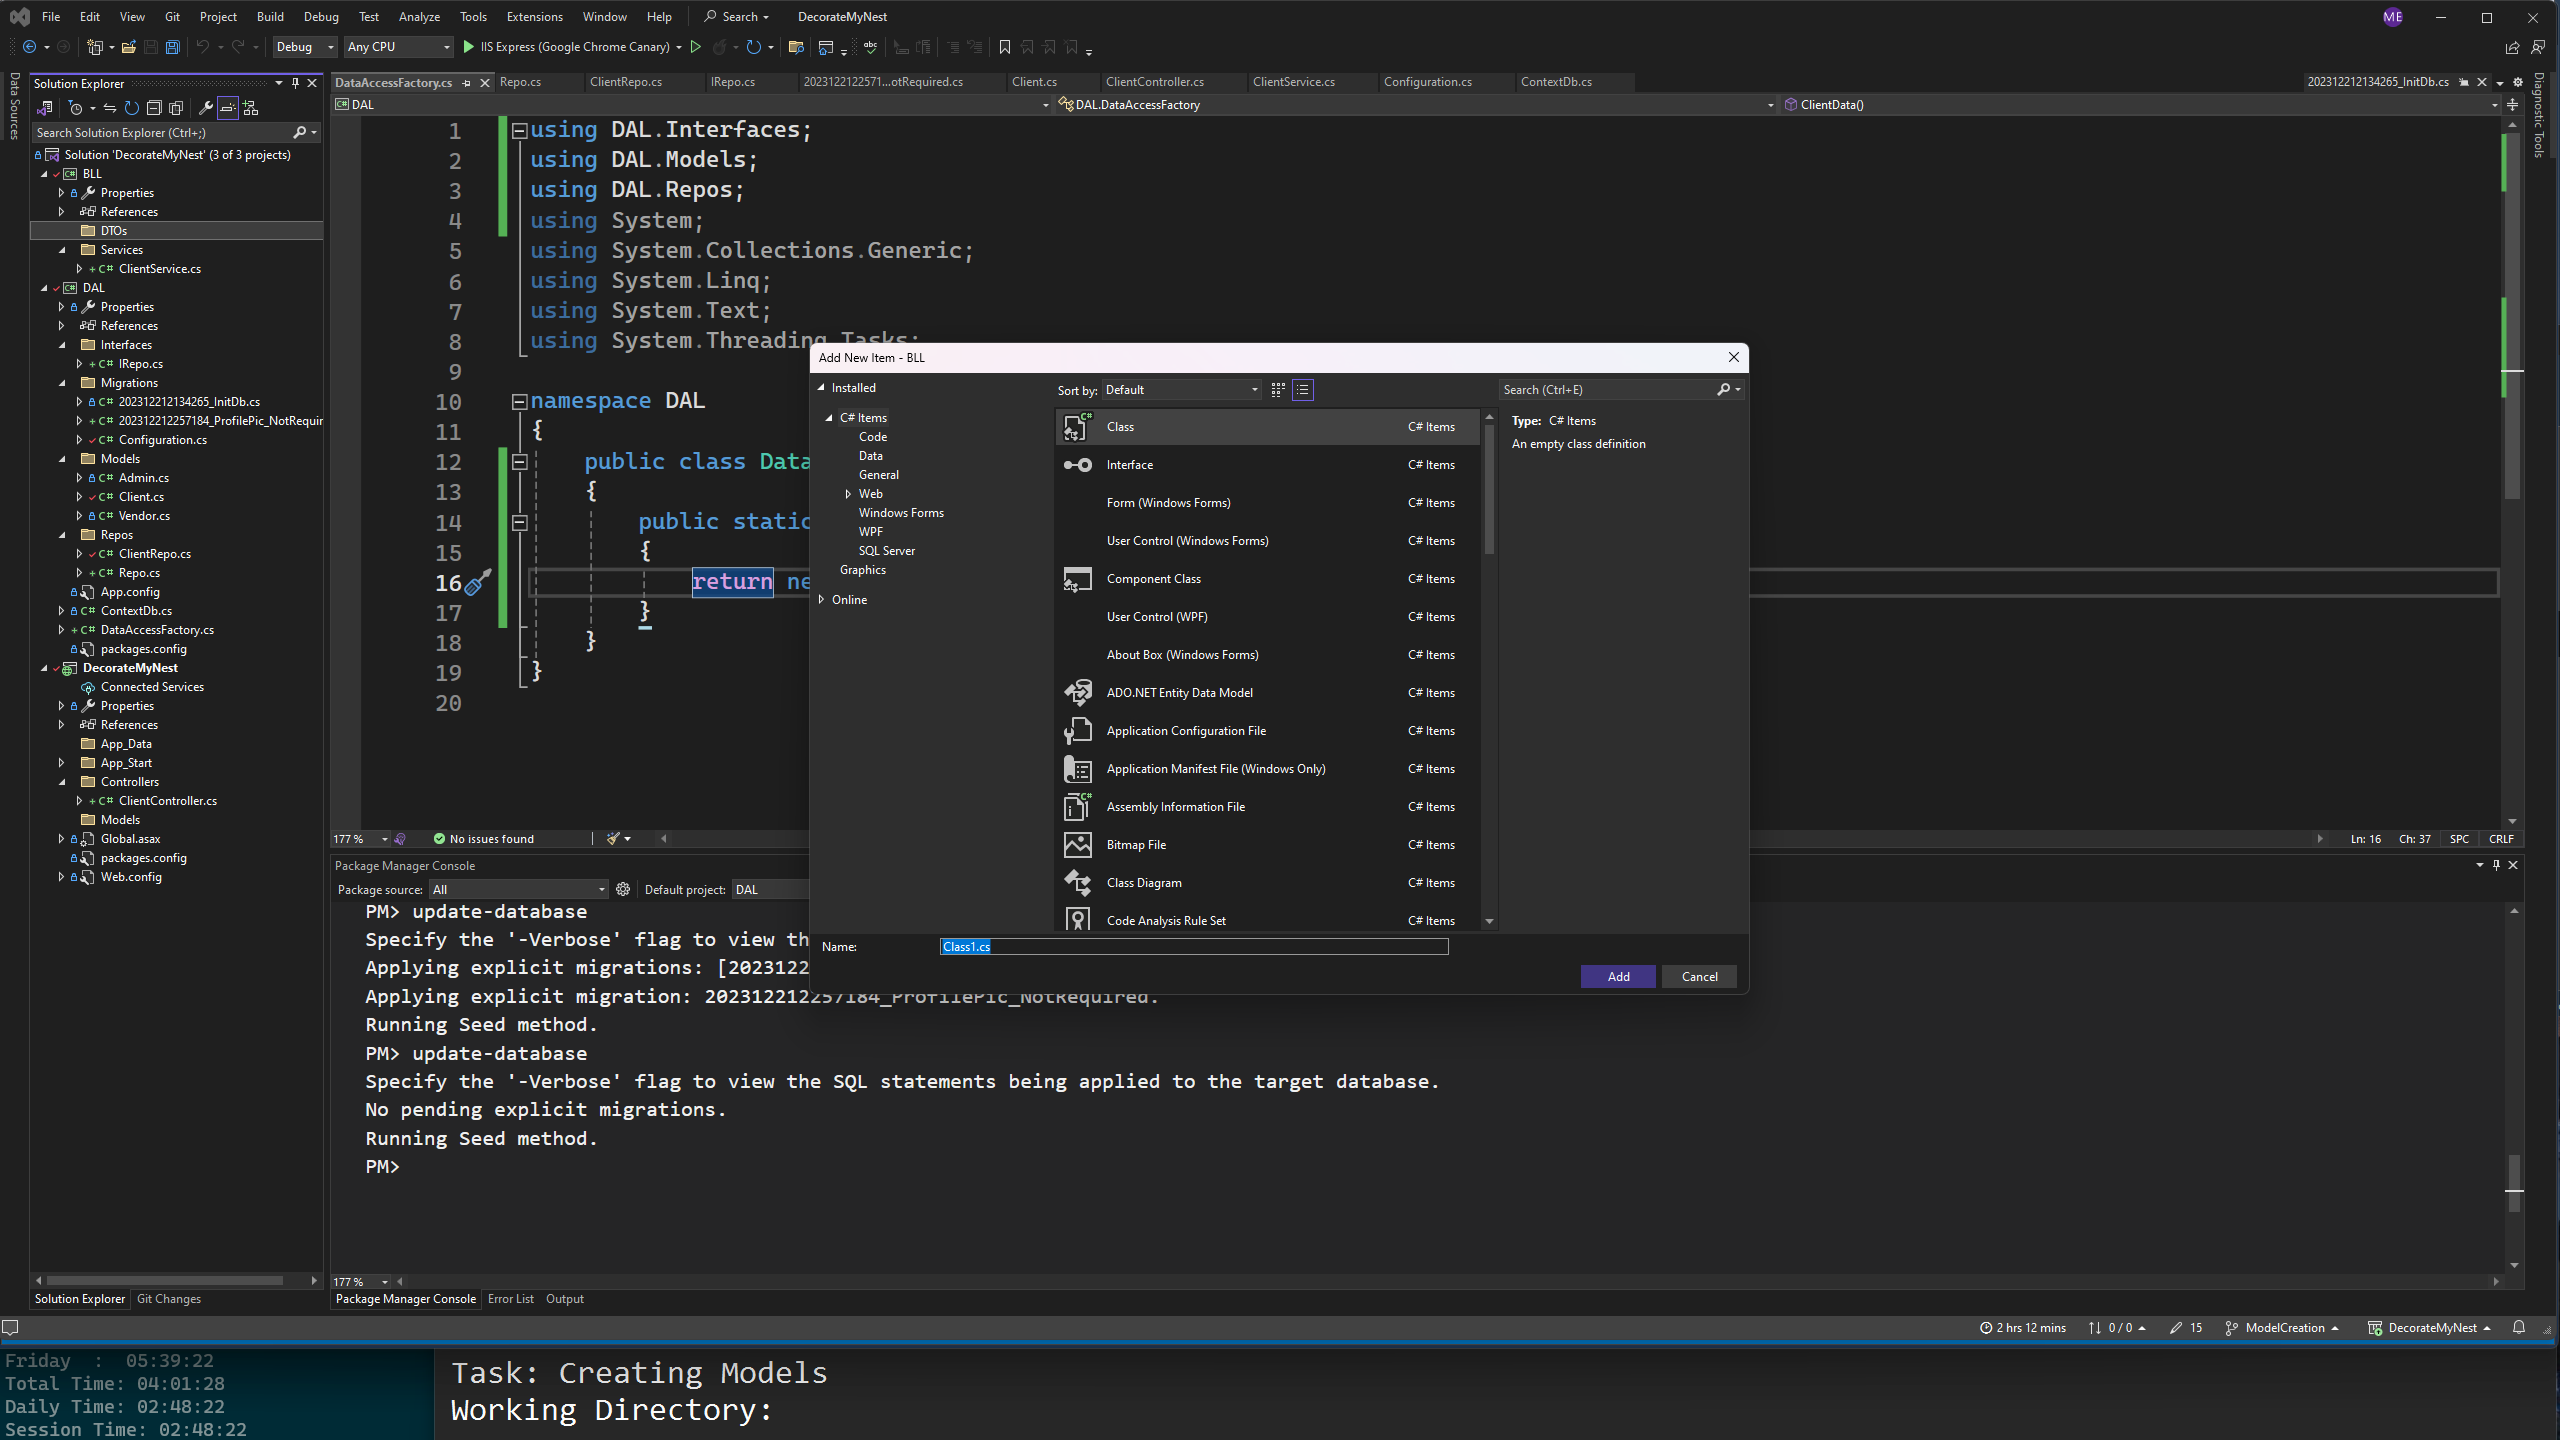 File Edit View Git Project Build Debug Test Analyze Tools Extensions Window Help Search DecorateMyNest ME
Debug Any CPU IIS Express (Google Chrome Canary)
Data Sources
Solution Explorer
Search Solution Explorer (Ctrl+;)
Solution 'DecorateMyNest' (3 of 3 projects)
BLL
Properties
References
DTOs
Services
ClientService.cs
DAL
Properties
References
Interfaces
IRepo.cs
Migrations
202312212134265_InitDb.cs
202312212257184_ProfilePic_NotRequir
Configuration.cs
Models
Admin.cs
Client.cs
Vendor.cs
Repos
ClientRepo.cs
Repo.cs
App.config
ContextDb.cs
DataAccessFactory.cs
packages.config
DecorateMyNest
Connected Services
Properties
References
App_Data
App_Start
Controllers
ClientController.cs
Models
Global.asax
packages.config
Web.config
Solution Explorer Git Changes
DataAccessFactory.cs Repo.cs ClientRepo.cs IRepo.cs 2023122122571...otRequired.cs Client.cs ClientController.cs ClientService.cs Configuration.cs ContextDb.cs 202312212134265_InitDb.cs
DAL DAL.DataAccessFactory ClientData()
Diagnostic Tools
1 using DAL.Interfaces;
2 using DAL.Models;
3 using DAL.Repos;
4 using System;
5 using System.Collections.Generic;
6 using System.Linq;
7 using System.Text;
8 using System.Threading.Tasks;
9
10 namespace DAL
11 {
12 public class Data
13 {
14 public static
15 {
16 return ne
17 }
18 }
19 }
20
177 % No issues found Ln: 16 Ch: 37 SPC CRLF
Add New Item - BLL
Installed
C# Items
Code
Data
General
Web
Windows Forms
WPF
SQL Server
Graphics
Online
Sort by: Default
Class C# Items
Interface C# Items
Form (Windows Forms) C# Items
User Control (Windows Forms) C# Items
Component Class C# Items
User Control (WPF) C# Items
About Box (Windows Forms) C# Items
ADO.NET Entity Data Model C# Items
Application Configuration File C# Items
Application Manifest File (Windows Only) C# Items
Assembly Information File C# Items
Bitmap File C# Items
Class Diagram C# Items
Code Analysis Rule Set C# Items
Search (Ctrl+E)
Type: C# Items
An empty class definition
Name: Class1.cs
Add Cancel
Package Manager Console
Package source: All Default project: DAL
PM> update-database
Specify the '-Verbose' flag to view th
Applying explicit migrations: [2023122
Applying explicit migration: 202312212257184_ProfilePic_NotRequired.
Running Seed method.
PM> update-database
Specify the '-Verbose' flag to view the SQL statements being applied to the target database.
No pending explicit migrations.
Running Seed method.
PM>
177 %
Package Manager Console Error List Output
2 hrs 12 mins 0 / 0 15 ModelCreation DecorateMyNest
Friday : 05:39:22
Total Time: 04:01:28
Daily Time: 02:48:22
Session Time: 02:48:22
Task: Creating Models
Working Directory: